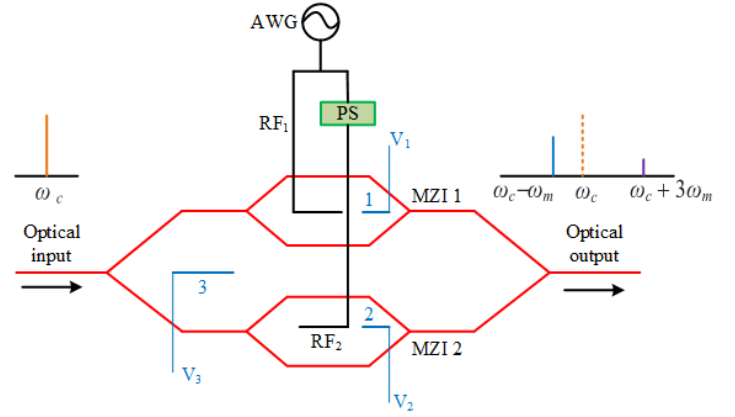 AWG
PS
RF₁
V₁
ω c
1
MZI 1
ωc−ωm
ωc
ωc + 3ωm
Optical
input
Optical
output
3
2
RF₂
MZI 2
V₃
V₂